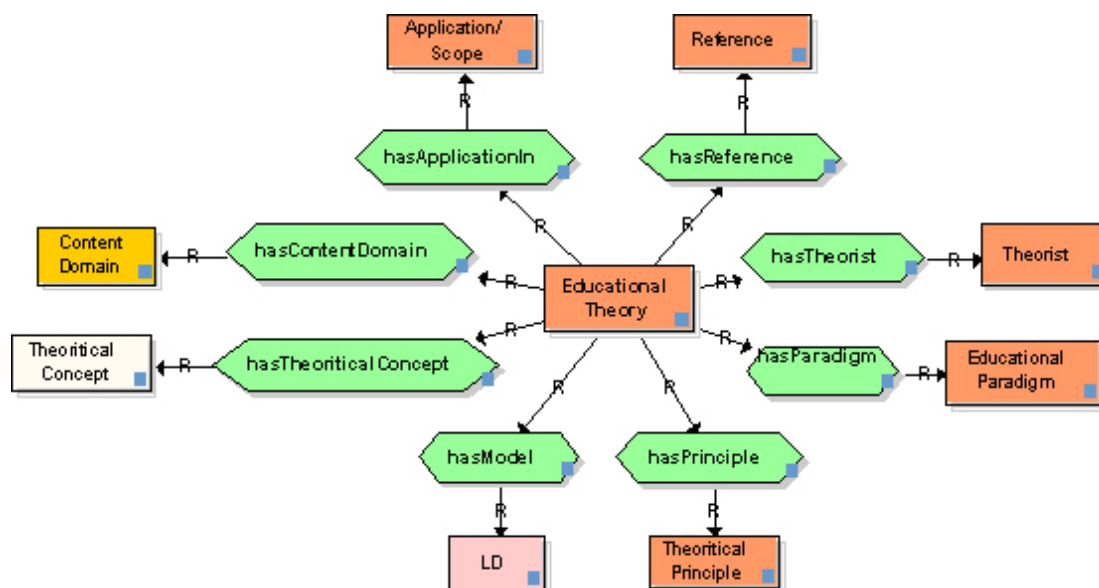 Application/
Scope
Reference
R
R
hasApplicationIn
hasReference
R
R
Content
Domain
R
hasContentDomain
hasTheorist
R
Theorist
R
Educational
Theory
R
Theoritical
Concept
R
hasTheoriticalConcept
R
R
hasParadigm
R
Educational
Paradigm
R
R
hasModel
hasPrinciple
R
R
LD
Theoritical
Principle